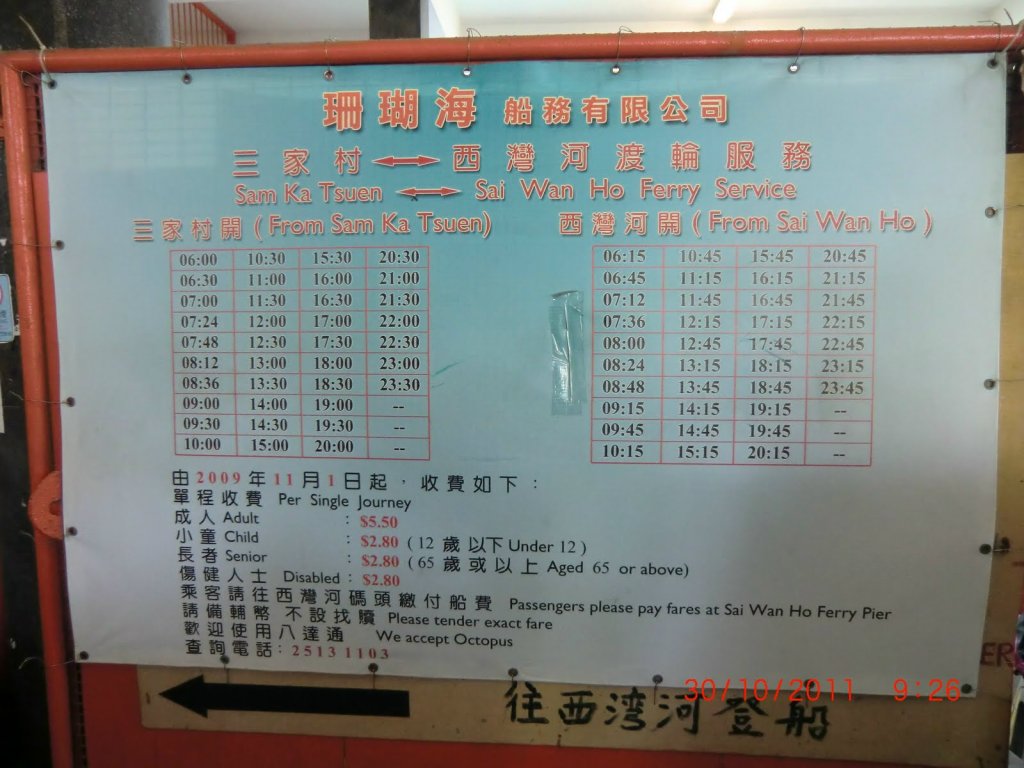 珊瑚海 船務有限公司
三家村 ↔ 西灣河渡輪服務
Sam Ka Tsuen ↔ Sai Wan Ho Ferry Service
三家村開 (From Sam Ka Tsuen)
06:00 10:30 15:30 20:30
06:30 11:00 16:00 21:00
07:00 11:30 16:30 21:30
07:24 12:00 17:00 22:00
07:48 12:30 17:30 22:30
08:12 13:00 18:00 23:00
08:36 13:30 18:30 23:30
09:00 14:00 19:00 --
09:30 14:30 19:30 --
10:00 15:00 20:00 --
西灣河開 (From Sai Wan Ho)
06:15 10:45 15:45 20:45
06:45 11:15 16:15 21:15
07:12 11:45 16:45 21:45
07:36 12:15 17:15 22:15
08:00 12:45 17:45 22:45
08:24 13:15 18:15 23:15
08:48 13:45 18:45 23:45
09:15 14:15 19:15 --
09:45 14:45 19:45 --
10:15 15:15 20:15 --
由2009年11月1日起，收費如下：
單程收費 Per Single Journey
成人 Adult : $5.50
小童 Child : $2.80 (12歲以下 Under 12)
長者 Senior : $2.80 (65歲或以上 Aged 65 or above)
傷健人士 Disabled : $2.80
乘客請往西灣河碼頭繳付船費 Passengers please pay fares at Sai Wan Ho Ferry Pier
請備輔幣 不設找贖 Please tender exact fare
歡迎使用八達通 We accept Octopus
查詢電話：2513 1103
往西湾河登船
30/10/2011 9:26
ER